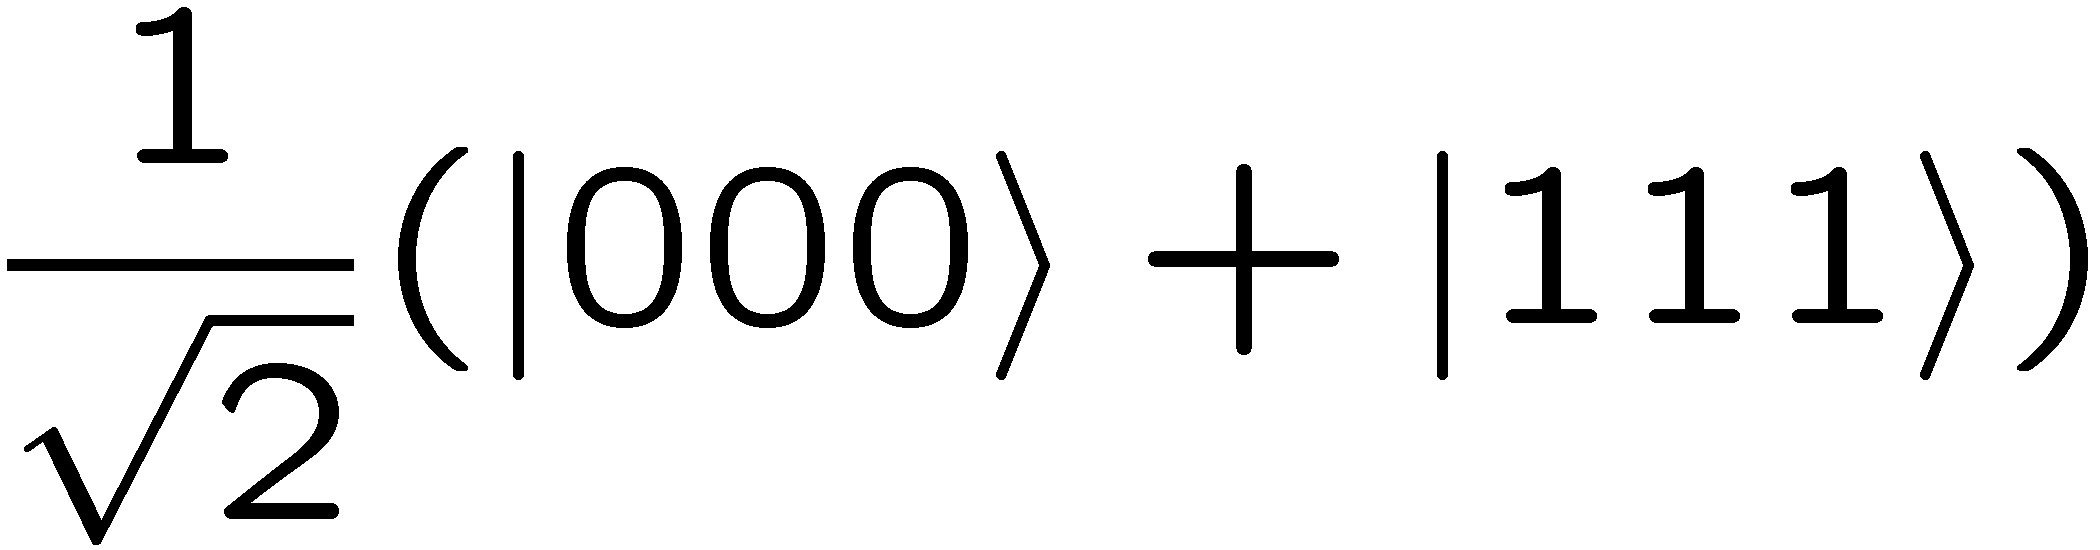 1/√2 (|000⟩ + |111⟩)